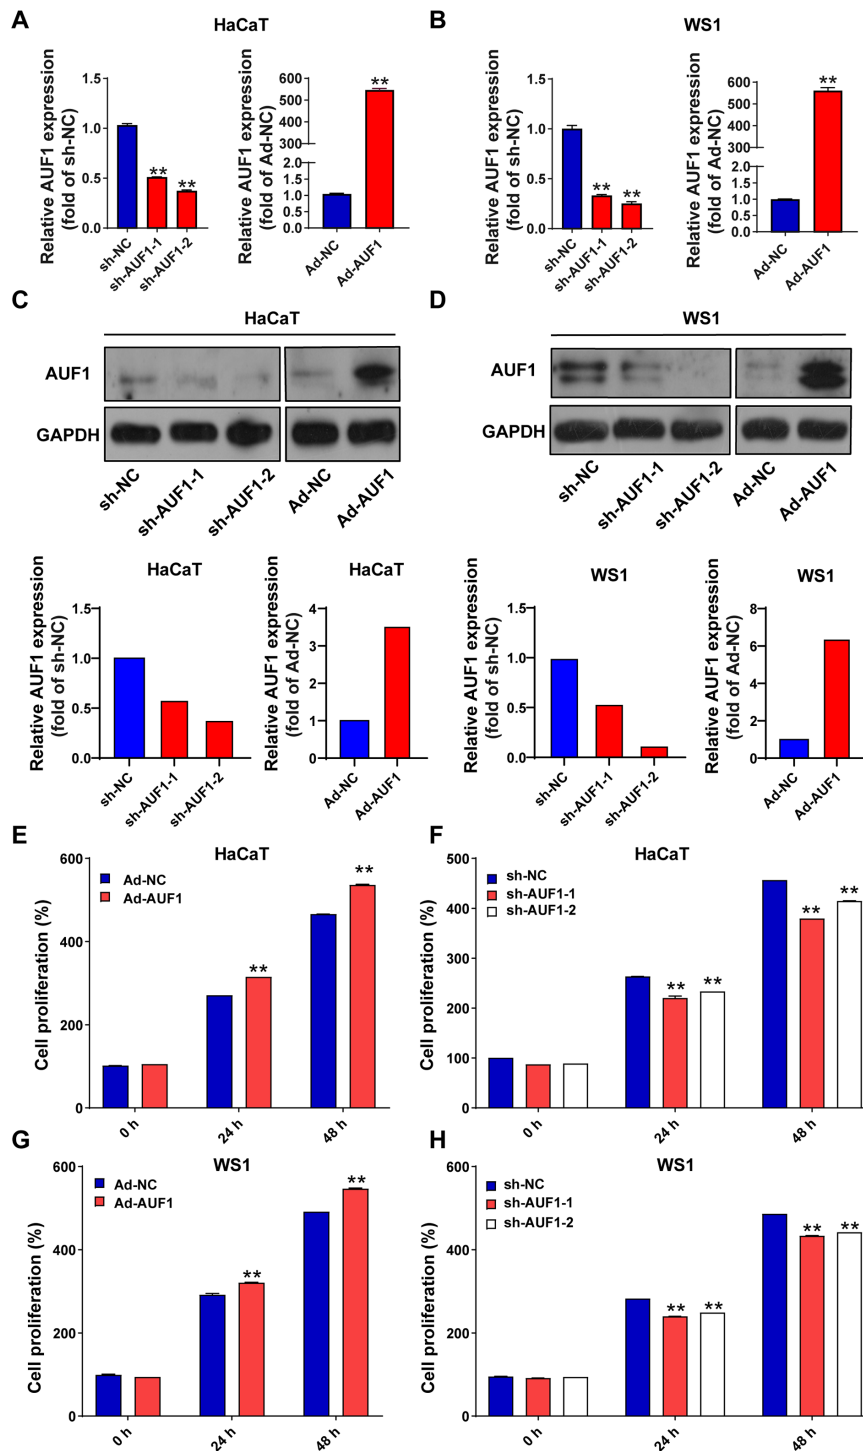 A
HaCaT
Relative AUF1 expression
(fold of sh-NC)
1.5
1.0
0.5
0.0
**
**
sh-NC
sh-AUF1-1
sh-AUF1-2
Relative AUF1 expression
(fold of Ad-NC)
600
500
400
300
2.0
1.5
1.0
0.5
0.0
**
Ad-NC
Ad-AUF1
B
WS1
Relative AUF1 expression
(fold of sh-NC)
1.5
1.0
0.5
0.0
**
**
sh-NC
sh-AUF1-1
sh-AUF1-2
Relative AUF1 expression
(fold of Ad-NC)
600
500
400
300
2.0
1.5
1.0
0.5
0.0
**
Ad-NC
Ad-AUF1
C
HaCaT
AUF1
GAPDH
sh-NC
sh-AUF1-1
sh-AUF1-2
Ad-NC
Ad-AUF1
D
WS1
AUF1
GAPDH
sh-NC
sh-AUF1-1
sh-AUF1-2
Ad-NC
Ad-AUF1
HaCaT
Relative AUF1 expression
(fold of sh-NC)
1.5
1.0
0.5
0.0
sh-NC
sh-AUF1-1
sh-AUF1-2
HaCaT
Relative AUF1 expression
(fold of Ad-NC)
4
3
2
1
0
Ad-NC
Ad-AUF1
WS1
Relative AUF1 expression
(fold of sh-NC)
1.5
1.0
0.5
0.0
sh-NC
sh-AUF1-1
sh-AUF1-2
WS1
Relative AUF1 expression
(fold of Ad-NC)
8
6
4
2
0
Ad-NC
Ad-AUF1
E
HaCaT
Cell proliferation (%)
600
400
200
0
Ad-NC
Ad-AUF1
**
**
0 h
24 h
48 h
F
HaCaT
Cell proliferation (%)
500
400
300
200
100
0
sh-NC
sh-AUF1-1
sh-AUF1-2
**
**
**
**
0 h
24 h
48 h
G
WS1
Cell proliferation (%)
600
400
200
0
Ad-NC
Ad-AUF1
**
**
0 h
24 h
48 h
H
WS1
Cell proliferation (%)
600
400
200
0
sh-NC
sh-AUF1-1
sh-AUF1-2
**
**
**
**
0 h
24 h
48 h